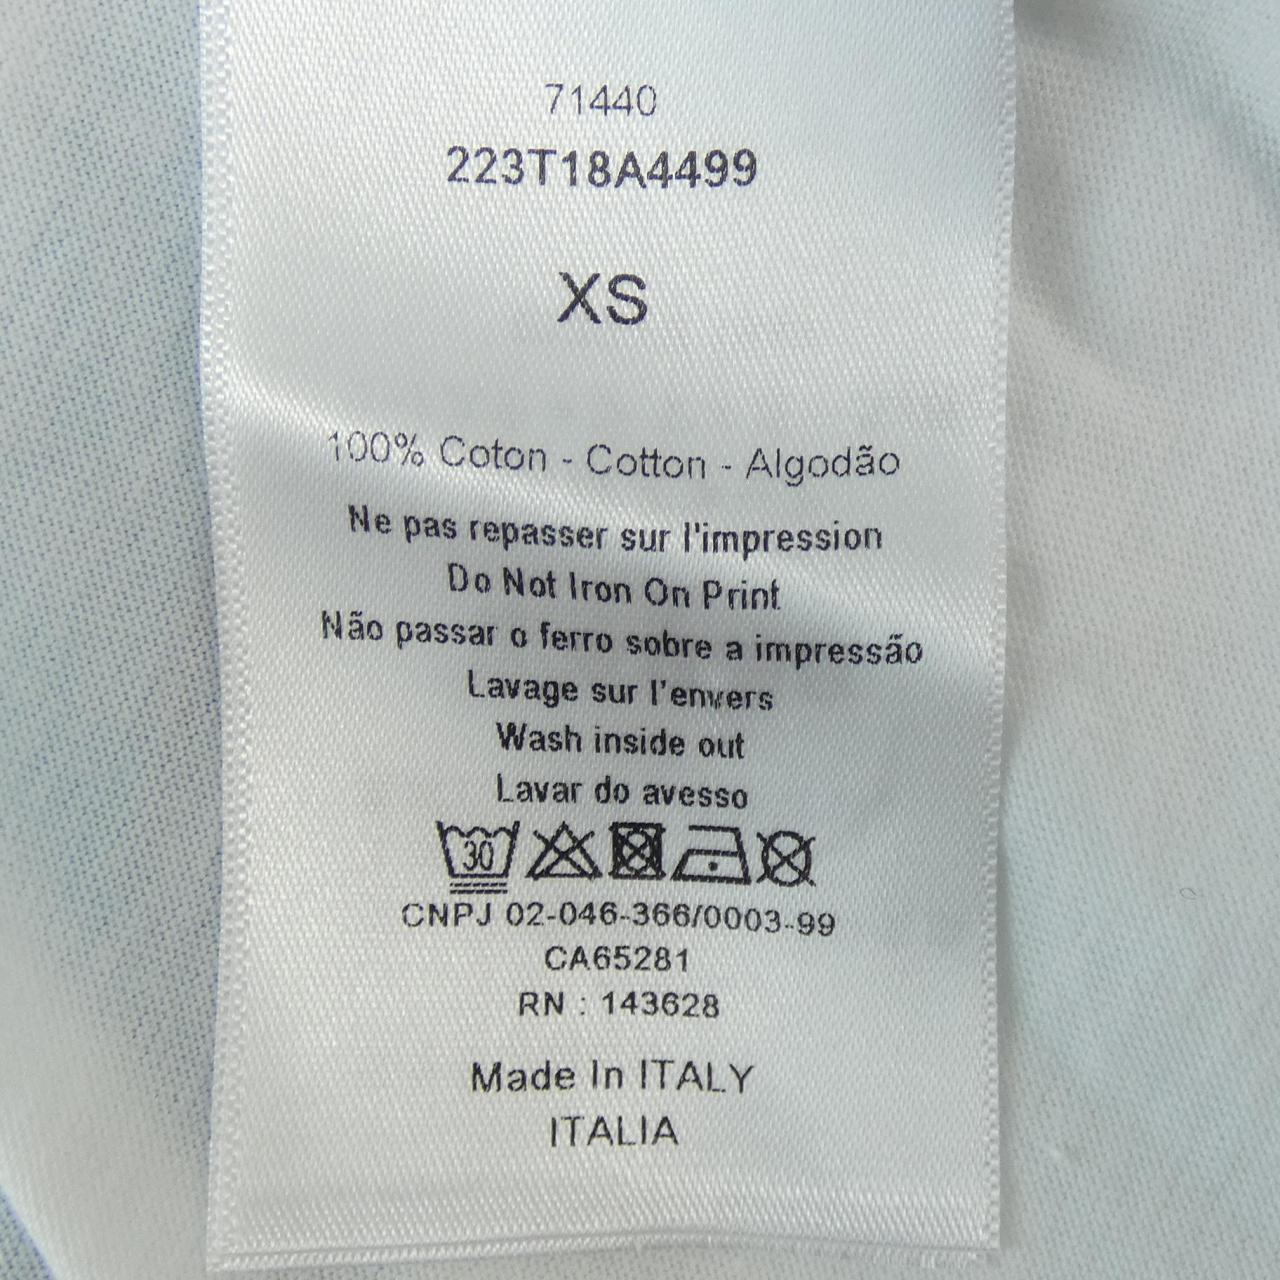 71440
223T18A4499
XS
100% Coton - Cotton - Algodão
Ne pas repasser sur l'impression
Do Not Iron On Print
Não passar o ferro sobre a impressão
Lavage sur l'envers
Wash inside out
Lavar do avesso
30
CNPJ 02-046-366/0003-99
CA65281
RN : 143628
Made In ITALY
ITALIA